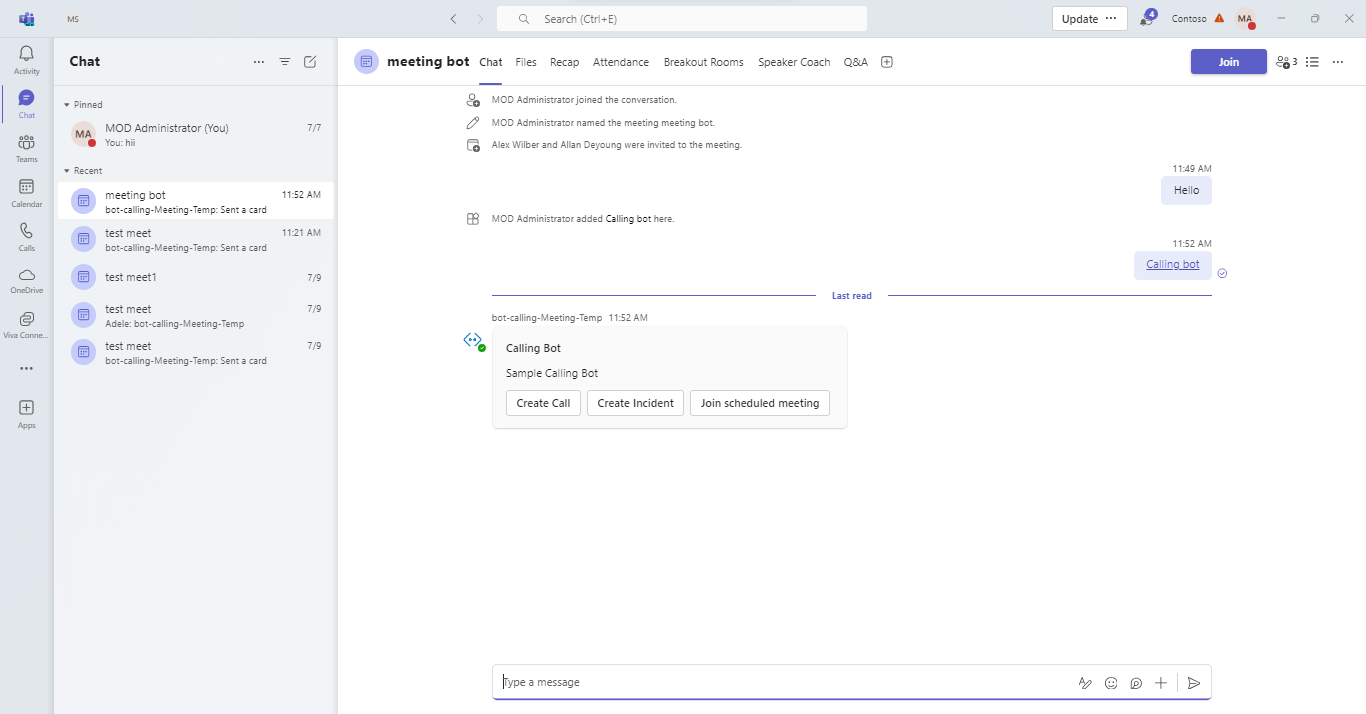 MS
Search (Ctrl+E)
Update ···
4
Contoso
MA
Activity
Chat
Teams
Calendar
Calls
OneDrive
Viva Conne...
Apps
Chat
Pinned
MA
MOD Administrator (You) 7/7
You: hii
Recent
meeting bot 11:52 AM
bot-calling-Meeting-Temp: Sent a card
test meet 11:21 AM
bot-calling-Meeting-Temp: Sent a card
test meet1 7/9
test meet 7/9
Adele: bot-calling-Meeting-Temp
test meet 7/9
bot-calling-Meeting-Temp: Sent a card
meeting bot Chat Files Recap Attendance Breakout Rooms Speaker Coach Q&A
Join
3
MOD Administrator joined the conversation.
MOD Administrator named the meeting meeting bot.
Alex Wilber and Allan Deyoung were invited to the meeting.
11:49 AM
Hello
MOD Administrator added Calling bot here.
11:52 AM
Calling bot
Last read
bot-calling-Meeting-Temp 11:52 AM
Calling Bot
Sample Calling Bot
Create Call Create Incident Join scheduled meeting
Type a message